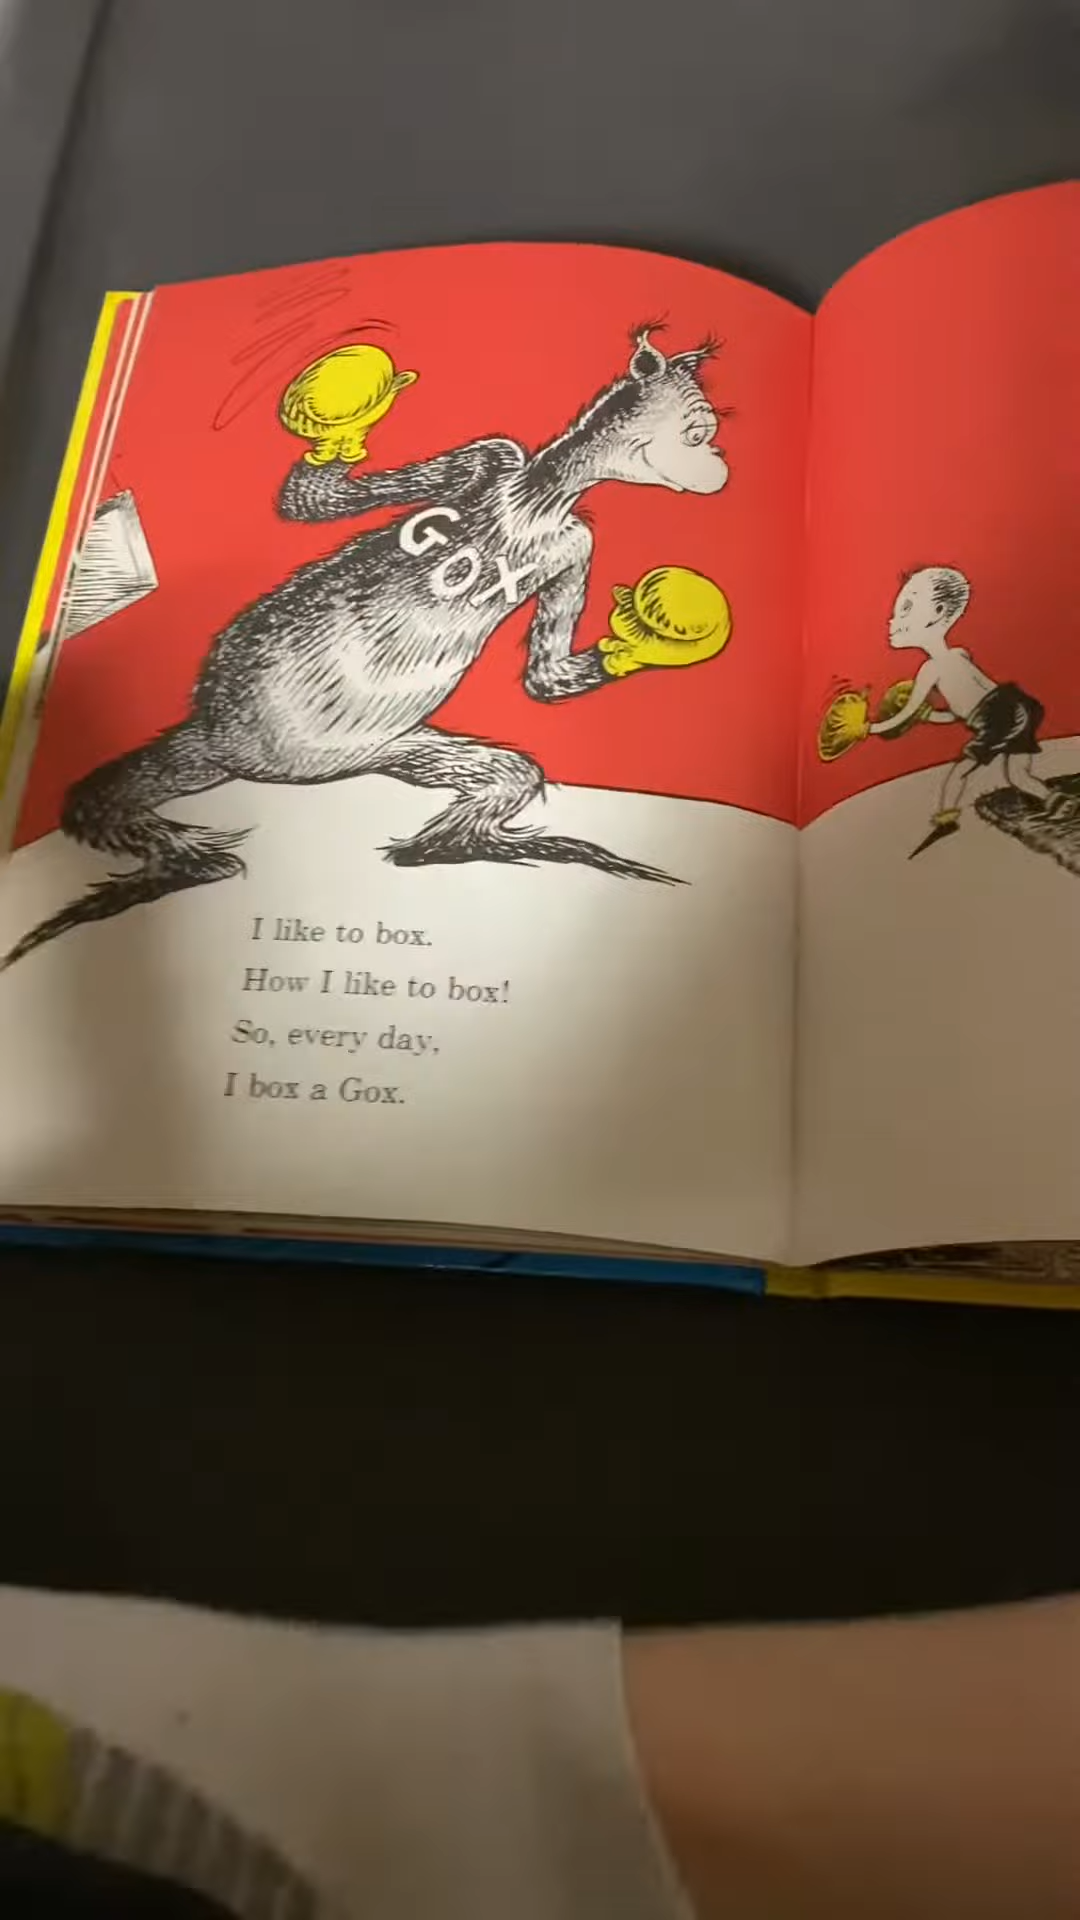 GOX
I like to box.
How I like to box!
So, every day,
I box a Gox.